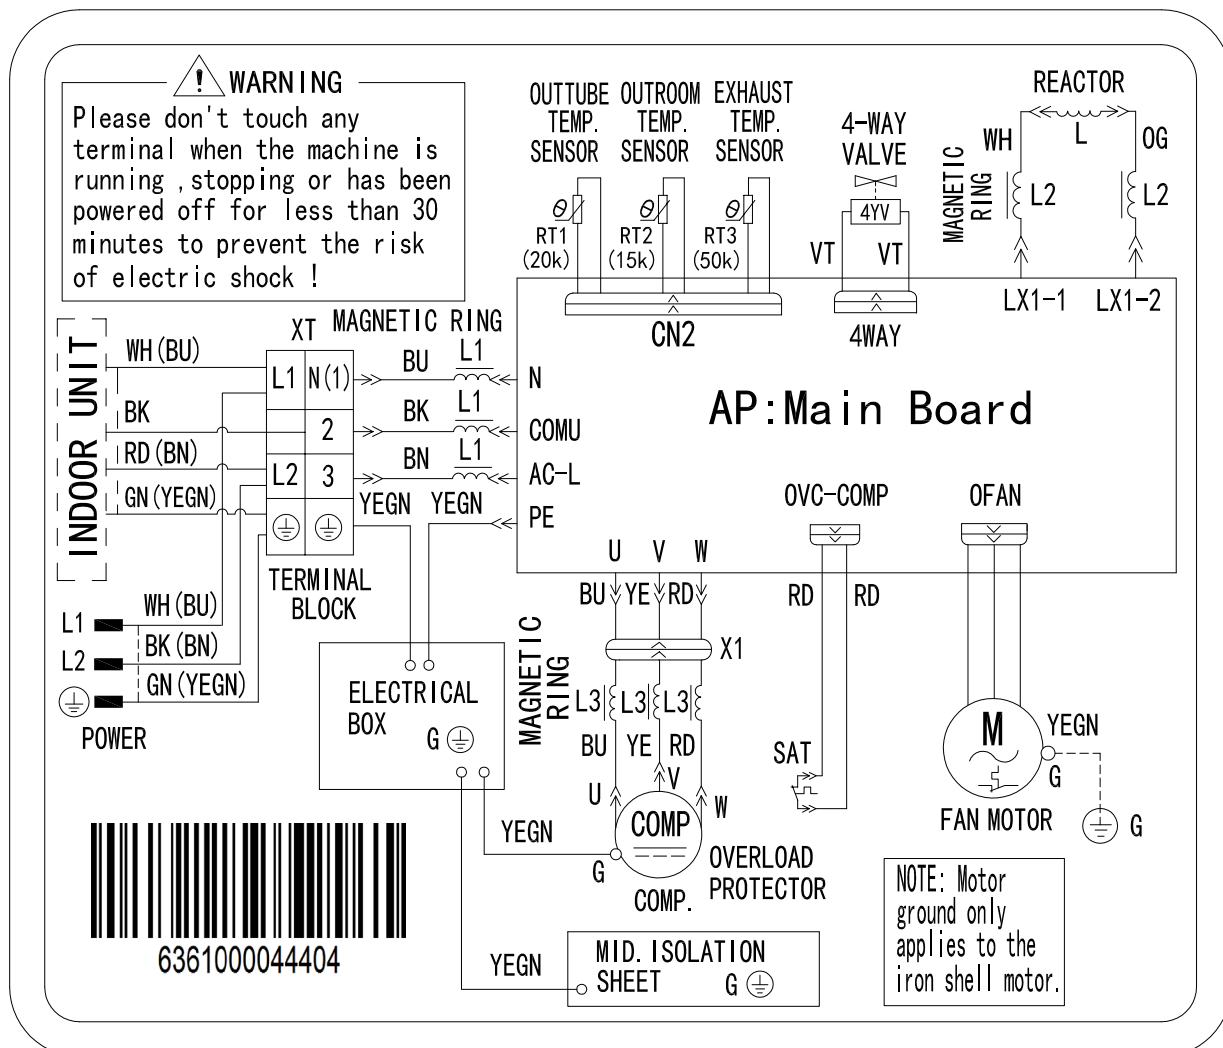 WARNING
Please don't touch any
terminal when the machine is
running ,stopping or has been
powered off for less than 30
minutes to prevent the risk
of electric shock !
OUTTUBE
TEMP.
SENSOR
OUTROOM
TEMP.
SENSOR
EXHAUST
TEMP.
SENSOR
RT1
(20k)
RT2
(15k)
RT3
(50k)
CN2
4-WAY
VALVE
4YV
VT
VT
4WAY
REACTOR
WH
L
OG
MAGNETIC
RING
L2
L2
LX1-1
LX1-2
AP:Main Board
INDOOR UNIT
WH(BU)
BK
RD(BN)
GN(YEGN)
XT
L1
N(1)
2
L2
3
TERMINAL
BLOCK
MAGNETIC RING
BU
L1
N
BK
L1
COMU
BN
L1
AC-L
YEGN
YEGN
PE
L1
WH(BU)
L2
BK(BN)
GN(YEGN)
POWER
ELECTRICAL
BOX
G
U
V
W
BU
YE
RD
X1
MAGNETIC
RING
L3
L3
L3
BU
YE
RD
U
V
W
COMP
COMP.
G
YEGN
OVC-COMP
RD
RD
SAT
OVERLOAD
PROTECTOR
OFAN
M
YEGN
G
FAN MOTOR
G
YEGN
MID. ISOLATION
SHEET
G
NOTE: Motor
ground only
applies to the
iron shell motor.
6361000044404